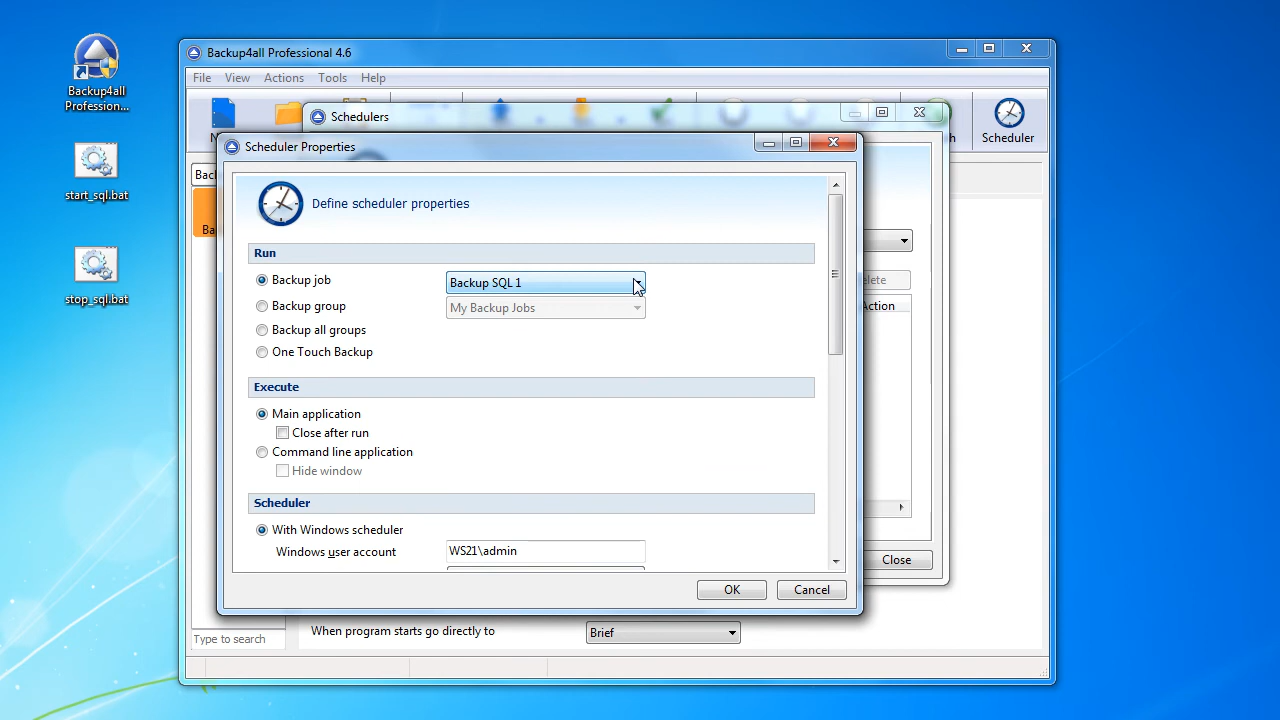 Backup4all Professional 4.6
File View Actions Tools Help
Schedulers
Scheduler
Scheduler Properties
Define scheduler properties
Run
Backup job
Backup SQL 1
Backup group
My Backup Jobs
Backup all groups
One Touch Backup
Execute
Main application
Close after run
Command line application
Hide window
Scheduler
With Windows scheduler
Windows user account
WS21\admin
OK
Cancel
Action
Close
Type to search
When program starts go directly to
Brief
Backup4all
Profession...
start_sql.bat
stop_sql.bat